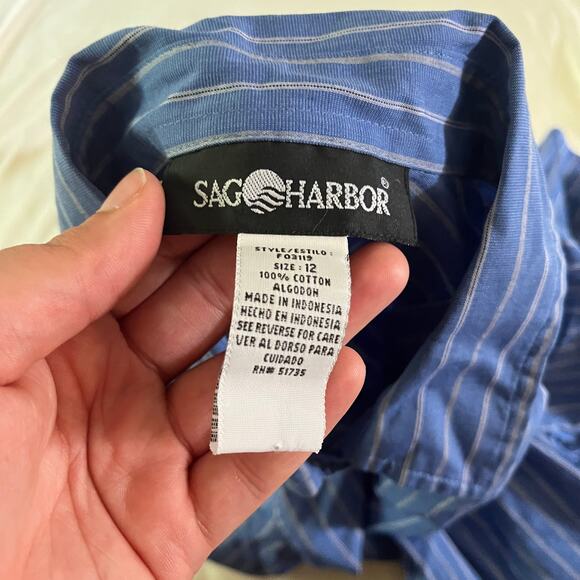 SAG HARBOR®
STYLE/ESTILO:
F03119
SIZE: 12
100% COTTON
ALGODON
MADE IN INDONESIA
HECHO EN INDONESIA
SEE REVERSE FOR CARE
VER AL DORSO PARA
CUIDADO
RN# 51735